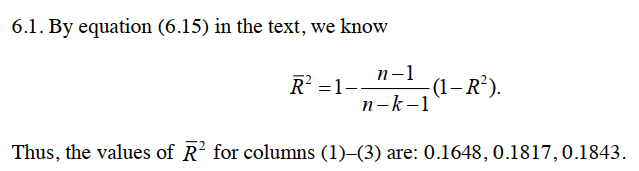 6.1. By equation (6.15) in the text, we know
R̅² = 1 − (n−1)/(n−k−1) (1−R²).
Thus, the values of R̅² for columns (1)–(3) are: 0.1648, 0.1817, 0.1843.